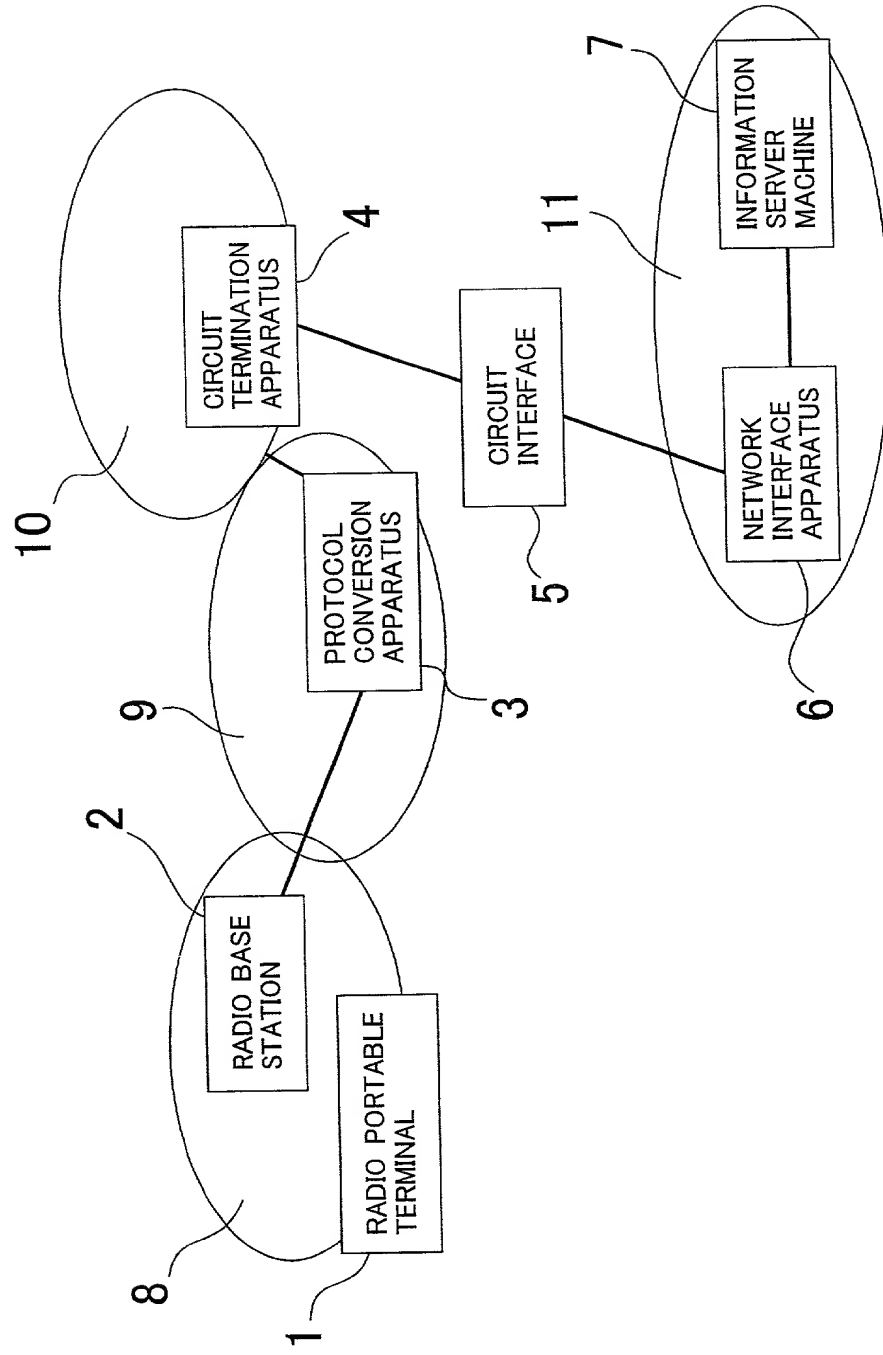 10
CIRCUIT
TERMINATION
APPARATUS
4
9
PROTOCOL
CONVERSION
APPARATUS
3
2
RADIO BASE
STATION
8
RADIO PORTABLE
TERMINAL
1
CIRCUIT
INTERFACE
5
11
7
INFORMATION
SERVER
MACHINE
NETWORK
INTERFACE
APPARATUS
6